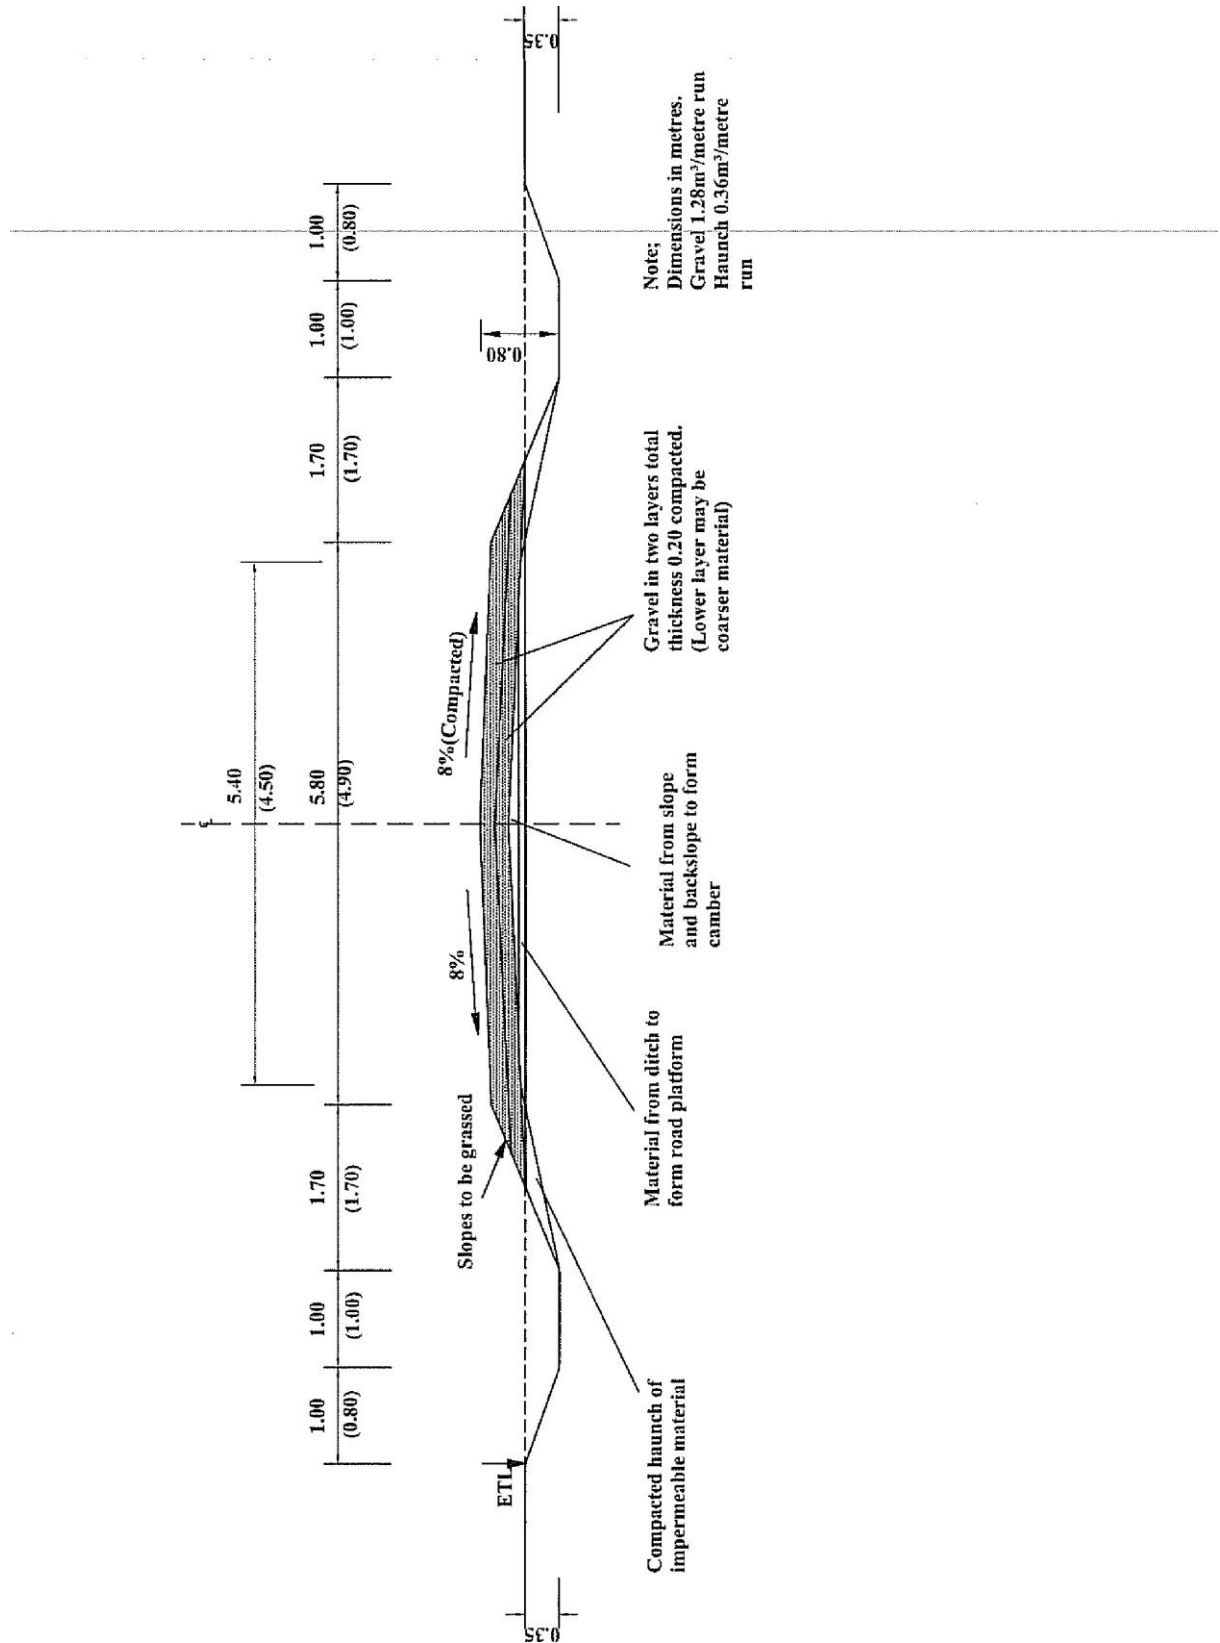 ℄
5.40
(4.50)
1.00
(0.80)
1.00
(1.00)
1.70
(1.70)
5.80
(4.90)
1.70
(1.70)
1.00
(1.00)
1.00
(0.80)
Slopes to be grassed
8%
8%(Compacted)
0.80
0.35
ETL
0.35
Compacted haunch of
impermeable material
Material from ditch to
form road platform
Material from slope
and backslope to form
camber
Gravel in two layers total
thickness 0.20 compacted.
(Lower layer may be
coarser material)
Note;
Dimensions in metres.
Gravel 1.28m³/metre run
Haunch 0.36m³/metre
run